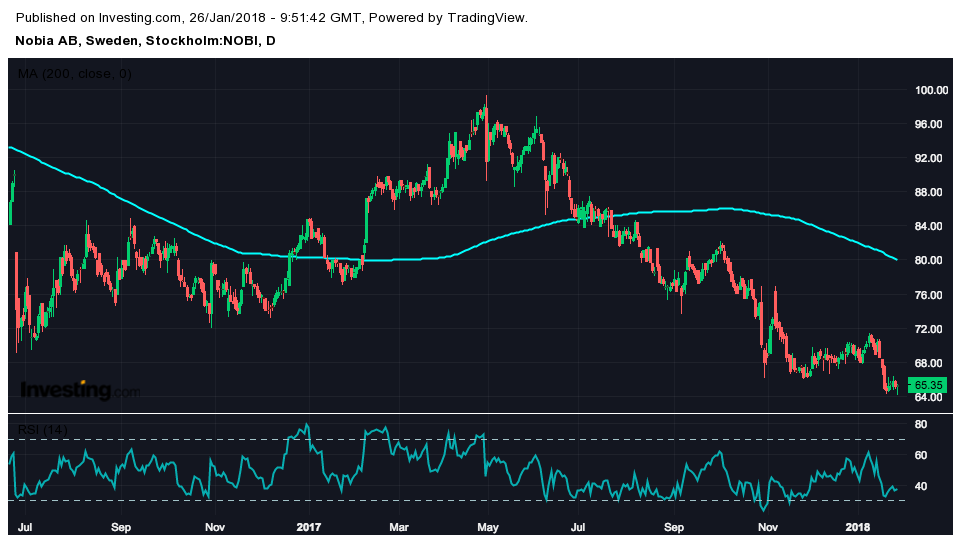 Published on Investing.com, 26/Jan/2018 - 9:51:42 GMT, Powered by TradingView.
Nobia AB, Sweden, Stockholm:NOBI, D
MA (200, close, 0)
100.00
96.00
92.00
88.00
84.00
80.00
76.00
72.00
68.00
65.35
64.00
Investing.com
RSI (14)
80
60
40
Jul Sep Nov 2017 Mar May Jul Sep Nov 2018